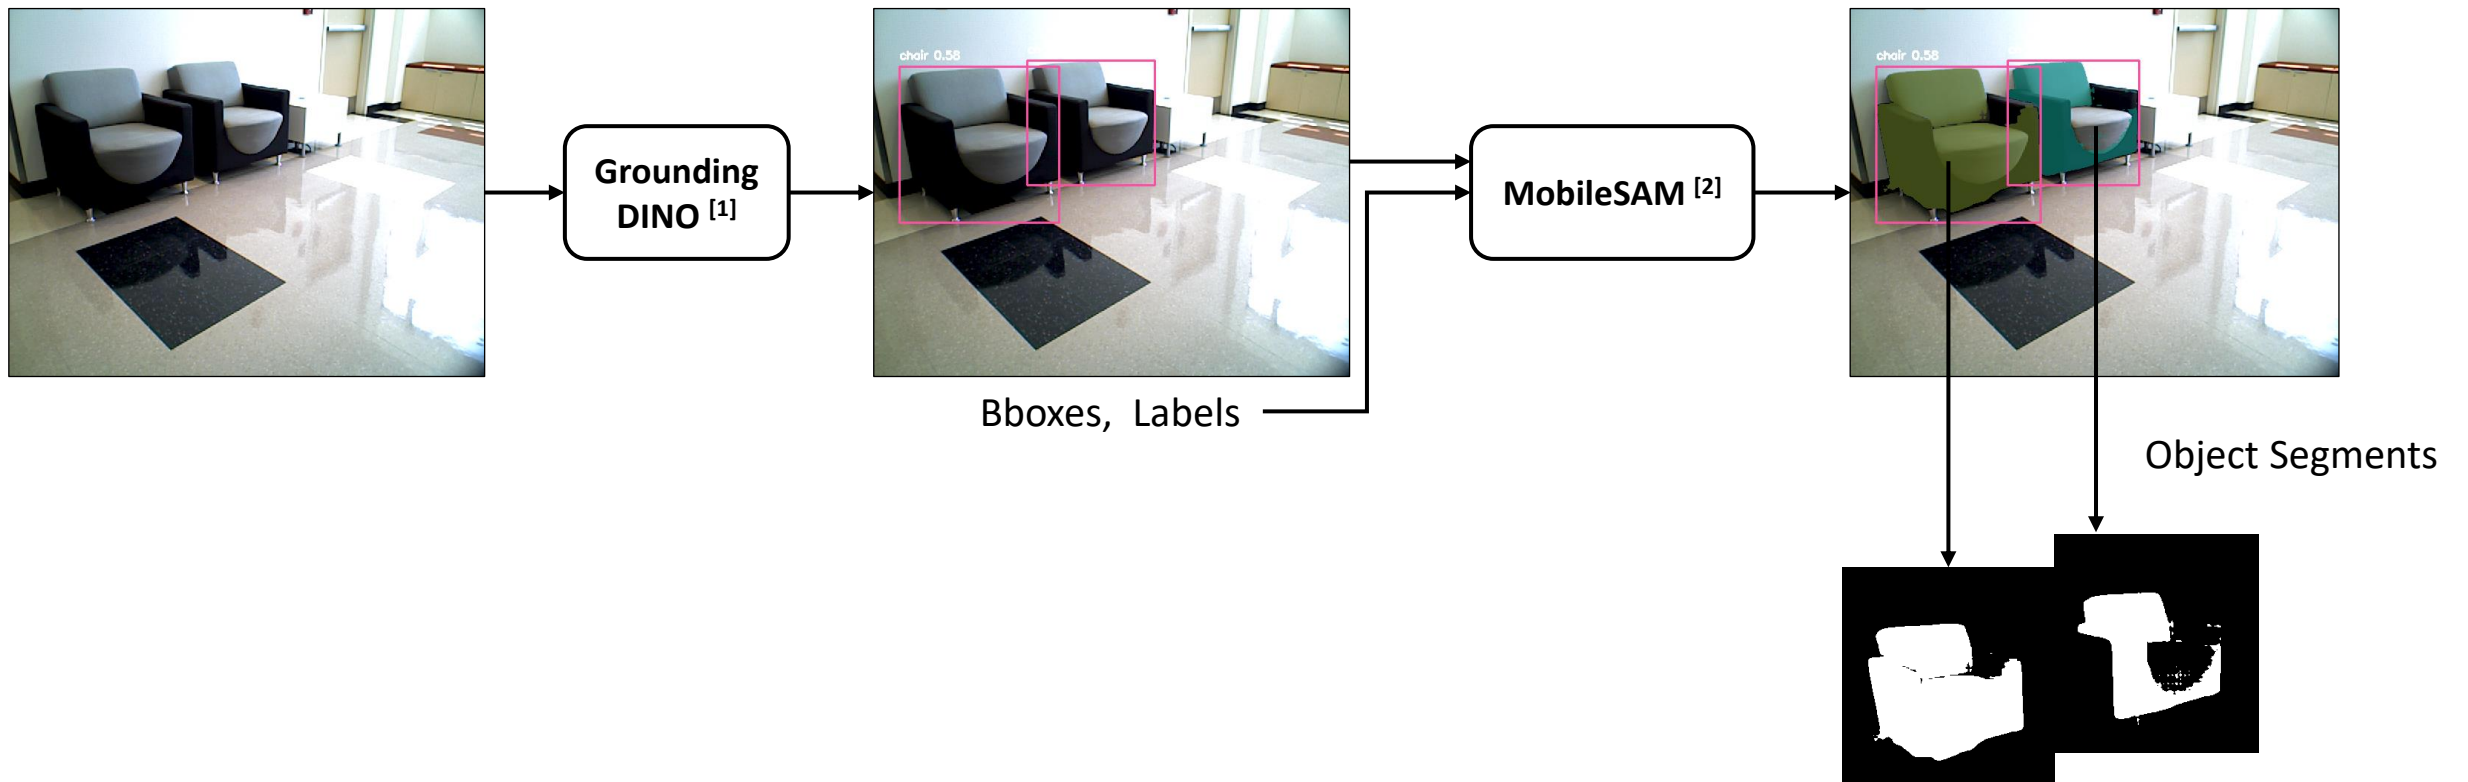 chair 0.58
chair 0.58
Grounding
DINO [1]
MobileSAM [2]
Bboxes, Labels
Object Segments